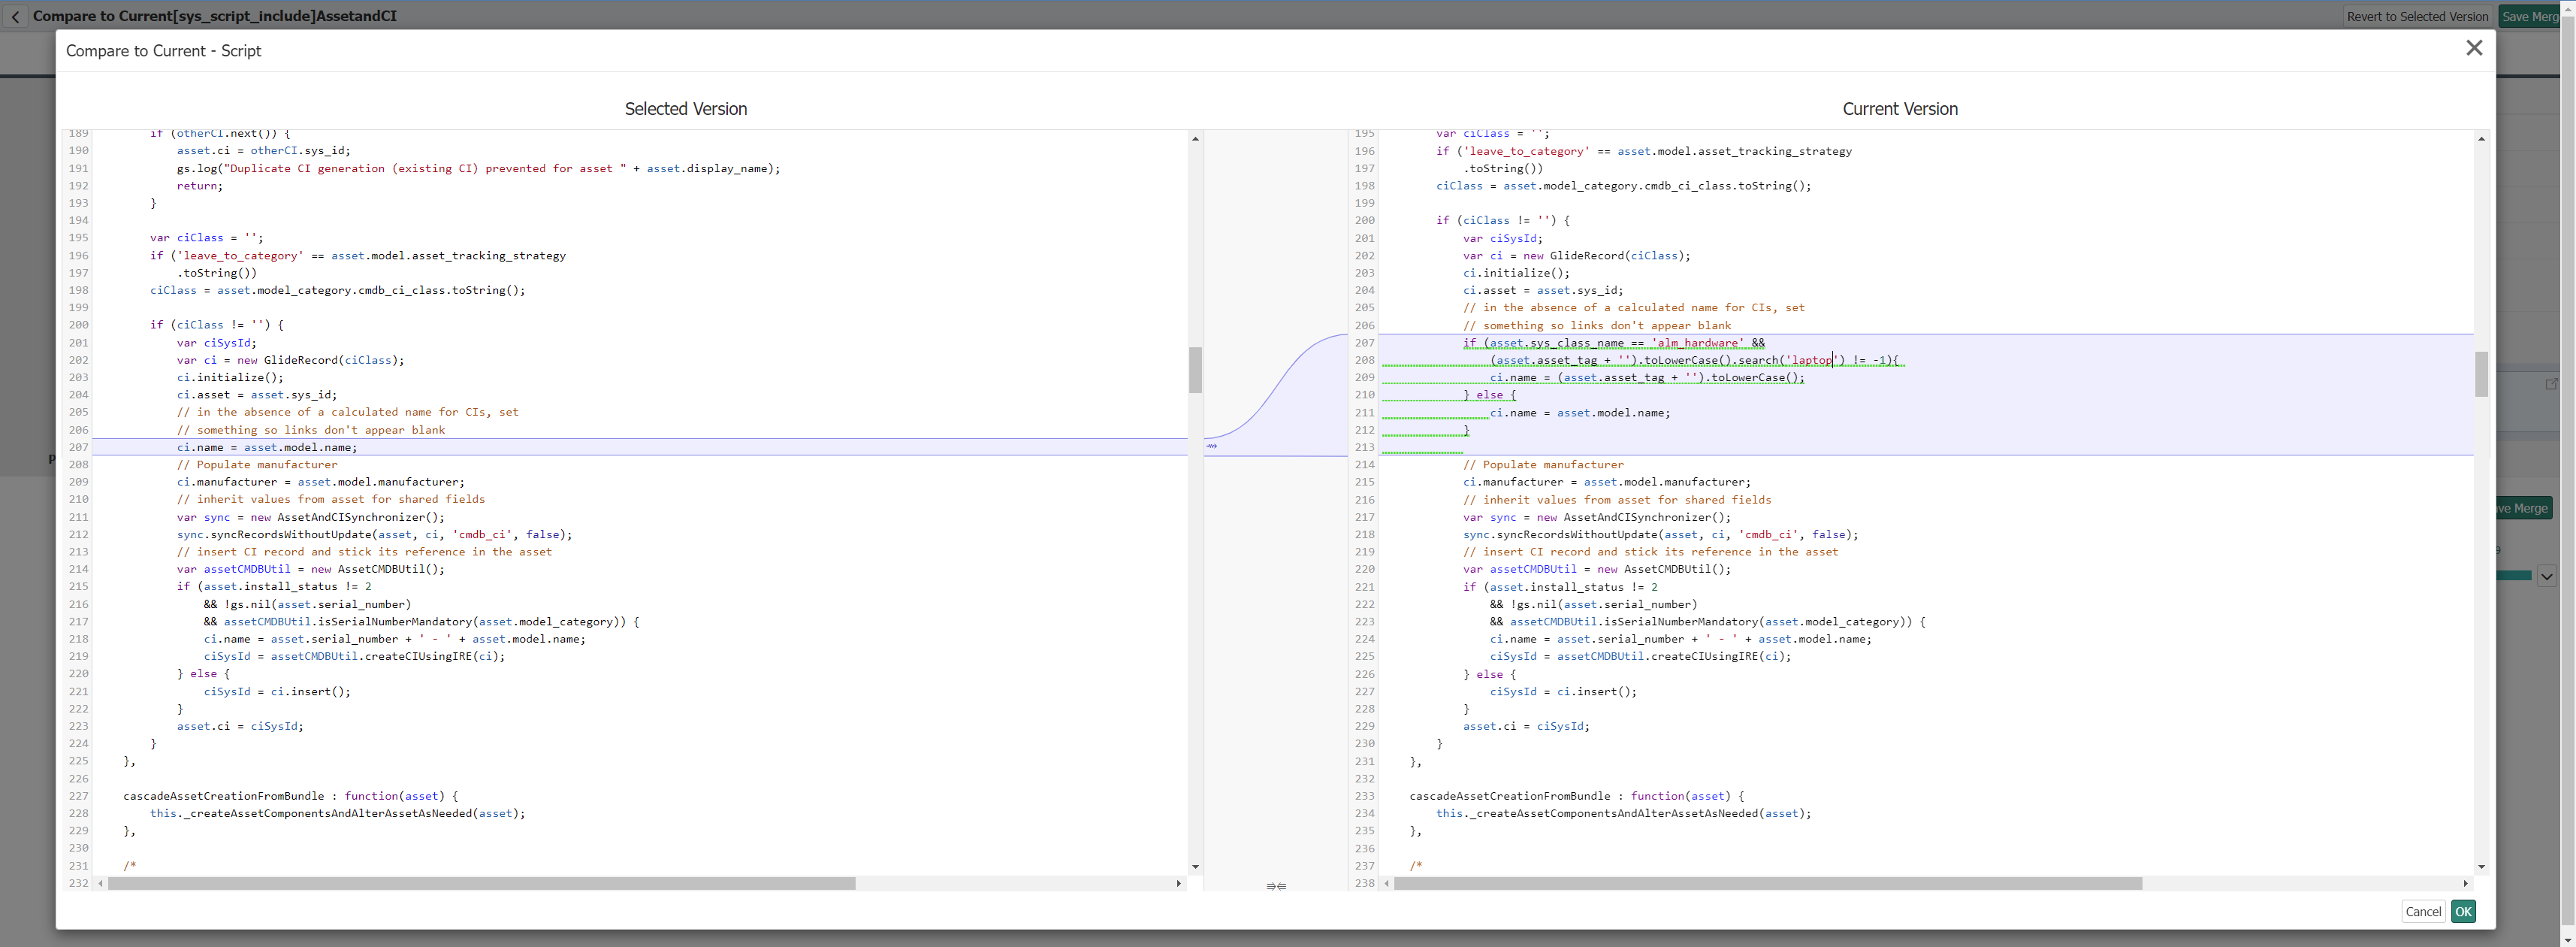 Compare to Current[sys_script_include]AssetandCI
Revert to Selected Version
Save Merg
Compare to Current - Script
Selected Version
189 if (otherCI.next()) {
190 asset.ci = otherCI.sys_id;
191 gs.log("Duplicate CI generation (existing CI) prevented for asset " + asset.display_name);
192 return;
193 }
194
195 var ciClass = '';
196 if ('leave_to_category' == asset.model.asset_tracking_strategy
197 .toString())
198 ciClass = asset.model_category.cmdb_ci_class.toString();
199
200 if (ciClass != '') {
201 var ciSysId;
202 var ci = new GlideRecord(ciClass);
203 ci.initialize();
204 ci.asset = asset.sys_id;
205 // in the absence of a calculated name for CIs, set
206 // something so links don't appear blank
207 ci.name = asset.model.name;
208 // Populate manufacturer
209 ci.manufacturer = asset.model.manufacturer;
210 // inherit values from asset for shared fields
211 var sync = new AssetAndCISynchronizer();
212 sync.syncRecordsWithoutUpdate(asset, ci, 'cmdb_ci', false);
213 // insert CI record and stick its reference in the asset
214 var assetCMDBUtil = new AssetCMDBUtil();
215 if (asset.install_status != 2
216 && !gs.nil(asset.serial_number)
217 && assetCMDBUtil.isSerialNumberMandatory(asset.model_category)) {
218 ci.name = asset.serial_number + ' - ' + asset.model.name;
219 ciSysId = assetCMDBUtil.createCIUsingIRE(ci);
220 } else {
221 ciSysId = ci.insert();
222 }
223 asset.ci = ciSysId;
224 }
225 },
226
227 cascadeAssetCreationFromBundle : function(asset) {
228 this._createAssetComponentsAndAlterAssetAsNeeded(asset);
229 },
230
231 /*
232
Current Version
195 var ciClass = '';
196 if ('leave_to_category' == asset.model.asset_tracking_strategy
197 .toString())
198 ciClass = asset.model_category.cmdb_ci_class.toString();
199
200 if (ciClass != '') {
201 var ciSysId;
202 var ci = new GlideRecord(ciClass);
203 ci.initialize();
204 ci.asset = asset.sys_id;
205 // in the absence of a calculated name for CIs, set
206 // something so links don't appear blank
207 if (asset.sys_class_name == 'alm_hardware' &&
208 (asset.asset_tag + '').toLowerCase().search('laptop') != -1){
209 ci.name = (asset.asset_tag + '').toLowerCase();
210 } else {
211 ci.name = asset.model.name;
212 }
213
214 // Populate manufacturer
215 ci.manufacturer = asset.model.manufacturer;
216 // inherit values from asset for shared fields
217 var sync = new AssetAndCISynchronizer();
218 sync.syncRecordsWithoutUpdate(asset, ci, 'cmdb_ci', false);
219 // insert CI record and stick its reference in the asset
220 var assetCMDBUtil = new AssetCMDBUtil();
221 if (asset.install_status != 2
222 && !gs.nil(asset.serial_number)
223 && assetCMDBUtil.isSerialNumberMandatory(asset.model_category)) {
224 ci.name = asset.serial_number + ' - ' + asset.model.name;
225 ciSysId = assetCMDBUtil.createCIUsingIRE(ci);
226 } else {
227 ciSysId = ci.insert();
228 }
229 asset.ci = ciSysId;
230 }
231 },
232
233 cascadeAssetCreationFromBundle : function(asset) {
234 this._createAssetComponentsAndAlterAssetAsNeeded(asset);
235 },
236
237 /*
238
ve Merge
Cancel
OK